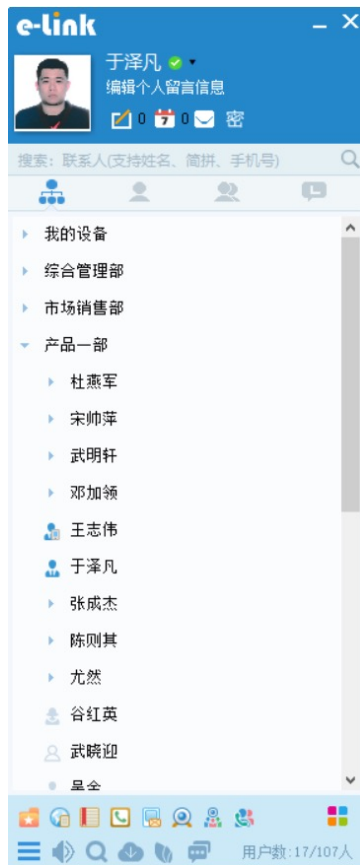 e-Link
于泽凡
编辑个人留言信息
0 7 0 密
搜索：联系人(支持姓名、简拼、手机号)
我的设备
综合管理部
市场销售部
产品一部
杜燕军
宋帅萍
武明轩
邓加领
王志伟
于泽凡
张成杰
陈则其
尤然
谷红英
武晓迎
用户数:17/107人